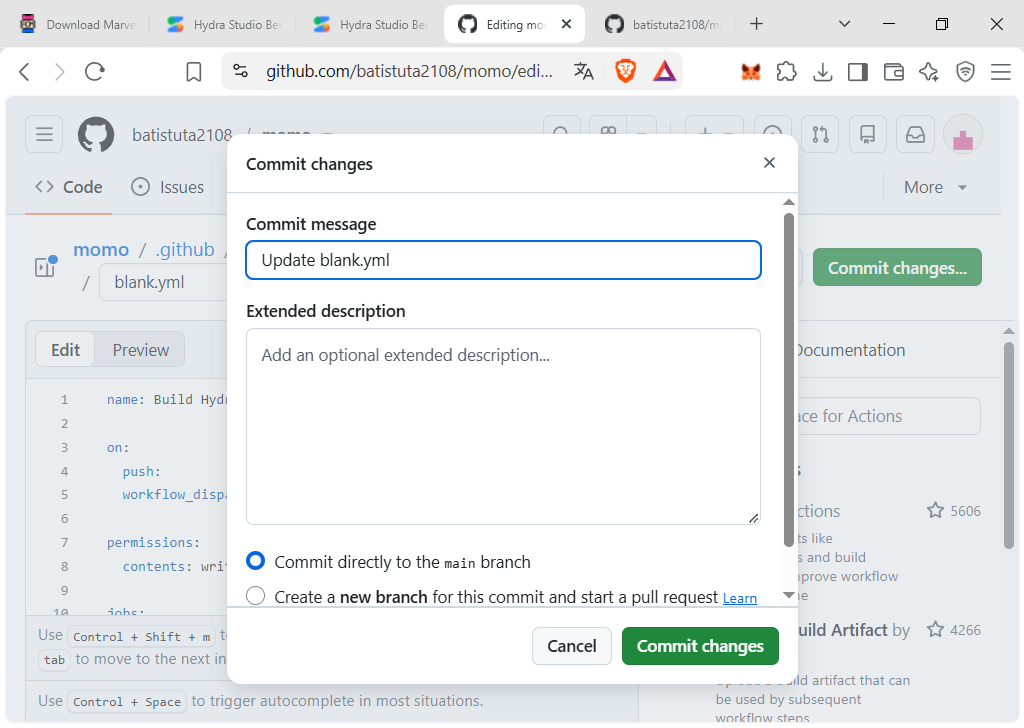 Download Marve
Hydra Studio Ber
Hydra Studio Ber
Editing mo
batistuta2108/m
github.com/batistuta2108/momo/edi...
batistuta2108 / momo
Code
Issues
More
momo / .github /
/ blank.yml
Commit changes...
Edit
Preview
Documentation
ace for Actions
1 name: Build Hydr
2
3 on:
4 push:
5 workflow_dispa
6
7 permissions:
8 contents: writ
9
10 jobs:
Use Control + Shift + m to
tab to move to the next in
Use Control + Space to trigger autocomplete in most situations.
Commit changes
Commit message
Update blank.yml
Extended description
Add an optional extended description...
Commit directly to the main branch
Create a new branch for this commit and start a pull request Learn
Cancel
Commit changes
s
ctions
5606
ts like
s and build
prove workflow
e
uild Artifact by
4266
Upload a build artifact that can
be used by subsequent
workflow steps